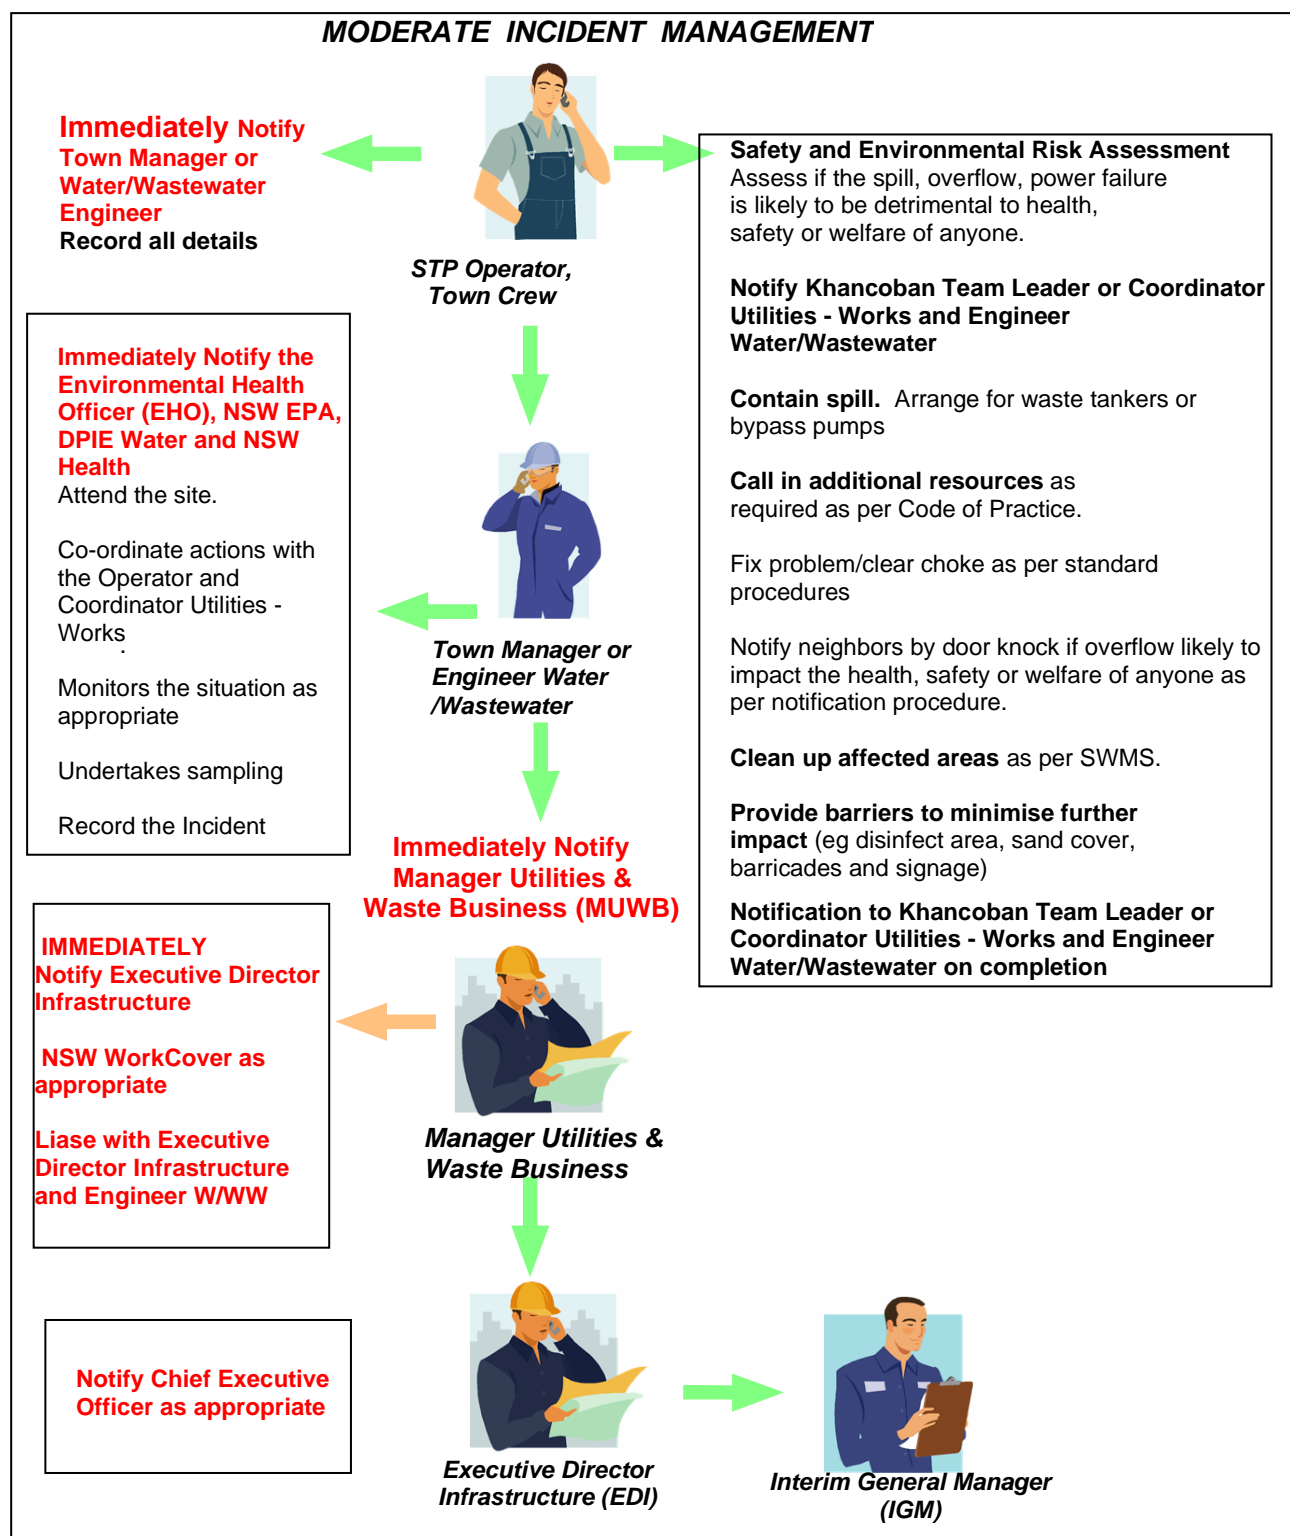 MODERATE INCIDENT MANAGEMENT
Immediately Notify
Town Manager or
Water/Wastewater
Engineer
Record all details
STP Operator,
Town Crew
Safety and Environmental Risk Assessment
Assess if the spill, overflow, power failure
is likely to be detrimental to health,
safety or welfare of anyone.
Notify Khancoban Team Leader or Coordinator
Utilities - Works and Engineer
Water/Wastewater
Contain spill. Arrange for waste tankers or
bypass pumps
Call in additional resources as
required as per Code of Practice.
Fix problem/clear choke as per standard
procedures
Notify neighbors by door knock if overflow likely to
impact the health, safety or welfare of anyone as
per notification procedure.
Clean up affected areas as per SWMS.
Provide barriers to minimise further
impact (eg disinfect area, sand cover,
barricades and signage)
Notification to Khancoban Team Leader or
Coordinator Utilities - Works and Engineer
Water/Wastewater on completion
Immediately Notify the
Environmental Health
Officer (EHO), NSW EPA,
DPIE Water and NSW
Health
Attend the site.
Co-ordinate actions with
the Operator and
Coordinator Utilities -
Works
.
Monitors the situation as
appropriate
Undertakes sampling
Record the Incident
Town Manager or
Engineer Water
/Wastewater
Immediately Notify
Manager Utilities &
Waste Business (MUWB)
IMMEDIATELY
Notify Executive Director
Infrastructure
NSW WorkCover as
appropriate
Liase with Executive
Director Infrastructure
and Engineer W/WW
Manager Utilities &
Waste Business
Notify Chief Executive
Officer as appropriate
Executive Director
Infrastructure (EDI)
Interim General Manager
(IGM)